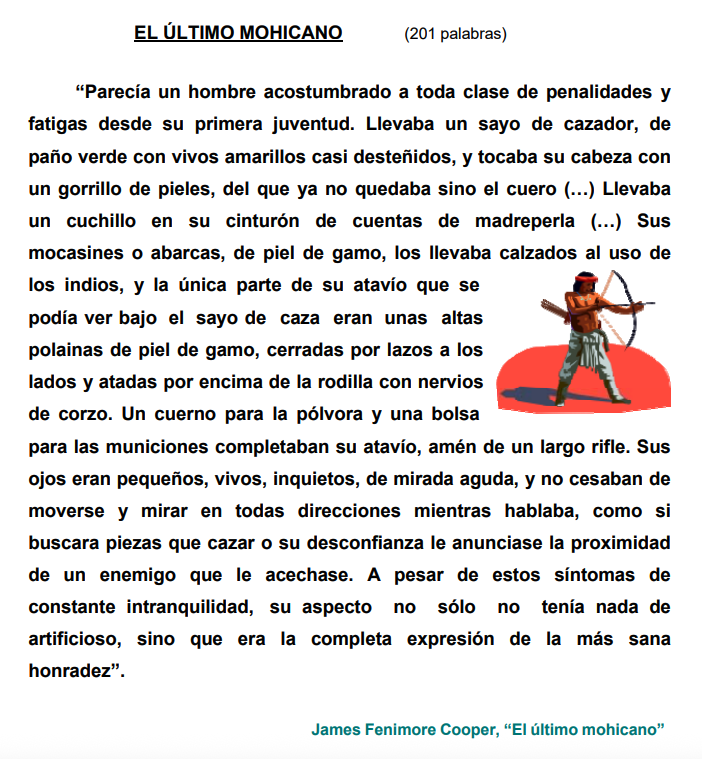 EL ÚLTIMO MOHICANO (201 palabras)
“Parecía un hombre acostumbrado a toda clase de penalidades y
fatigas desde su primera juventud. Llevaba un sayo de cazador, de
paño verde con vivos amarillos casi desteñidos, y tocaba su cabeza con
un gorrillo de pieles, del que ya no quedaba sino el cuero (…) Llevaba
un cuchillo en su cinturón de cuentas de madreperla (…) Sus
mocasines o abarcas, de piel de gamo, los llevaba calzados al uso de
los indios, y la única parte de su atavío que se
podía ver bajo el sayo de caza eran unas altas
polainas de piel de gamo, cerradas por lazos a los
lados y atadas por encima de la rodilla con nervios
de corzo. Un cuerno para la pólvora y una bolsa
para las municiones completaban su atavío, amén de un largo rifle. Sus
ojos eran pequeños, vivos, inquietos, de mirada aguda, y no cesaban de
moverse y mirar en todas direcciones mientras hablaba, como si
buscara piezas que cazar o su desconfianza le anunciase la proximidad
de un enemigo que le acechase. A pesar de estos síntomas de
constante intranquilidad, su aspecto no sólo no tenía nada de
artificioso, sino que era la completa expresión de la más sana
honradez”.
James Fenimore Cooper, “El último mohicano”